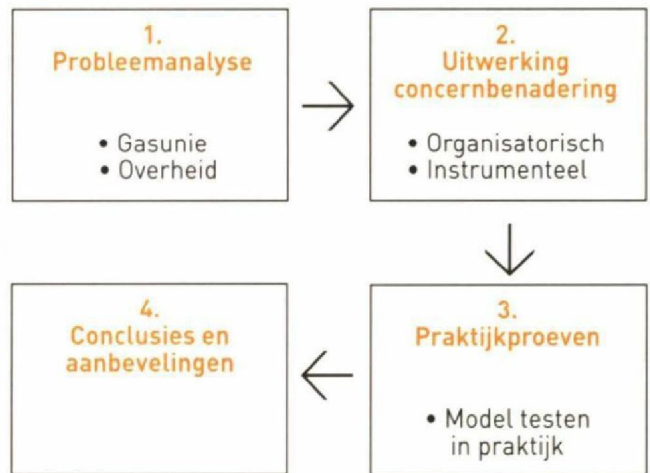 1.
Probleemanalyse
• Gasunie
• Overheid
2.
Uitwerking
concernbenadering
• Organisatorisch
• Instrumenteel
3.
Praktijkproeven
• Model testen
in praktijk
4.
Conclusies en
aanbevelingen